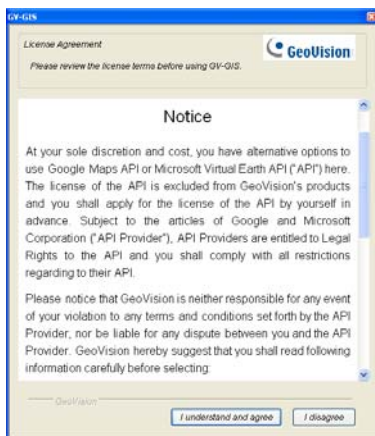 GV-GIS
License Agreement
GeoVision
Please review the license terms before using GV-GIS.
Notice
At your sole discretion and cost, you have alternative options to
use Google Maps API or Microsoft Virtual Earth API ("API") here.
The license of the API is excluded from GeoVision's products
and you shall apply for the license of the API by yourself in
advance. Subject to the articles of Google and Microsoft
Corporation ("API Provider"), API Providers are entitled to Legal
Rights to the API and you shall comply with all restrictions
regarding to their API.
Please notice that GeoVision is neither responsible for any event
of your violation to any terms and conditions set forth by the API
Provider, nor be liable for any dispute between you and the API
Provider. GeoVision hereby suggest that you shall read following
information carefully before selecting:
GeoVision
I understand and agree
I disagree